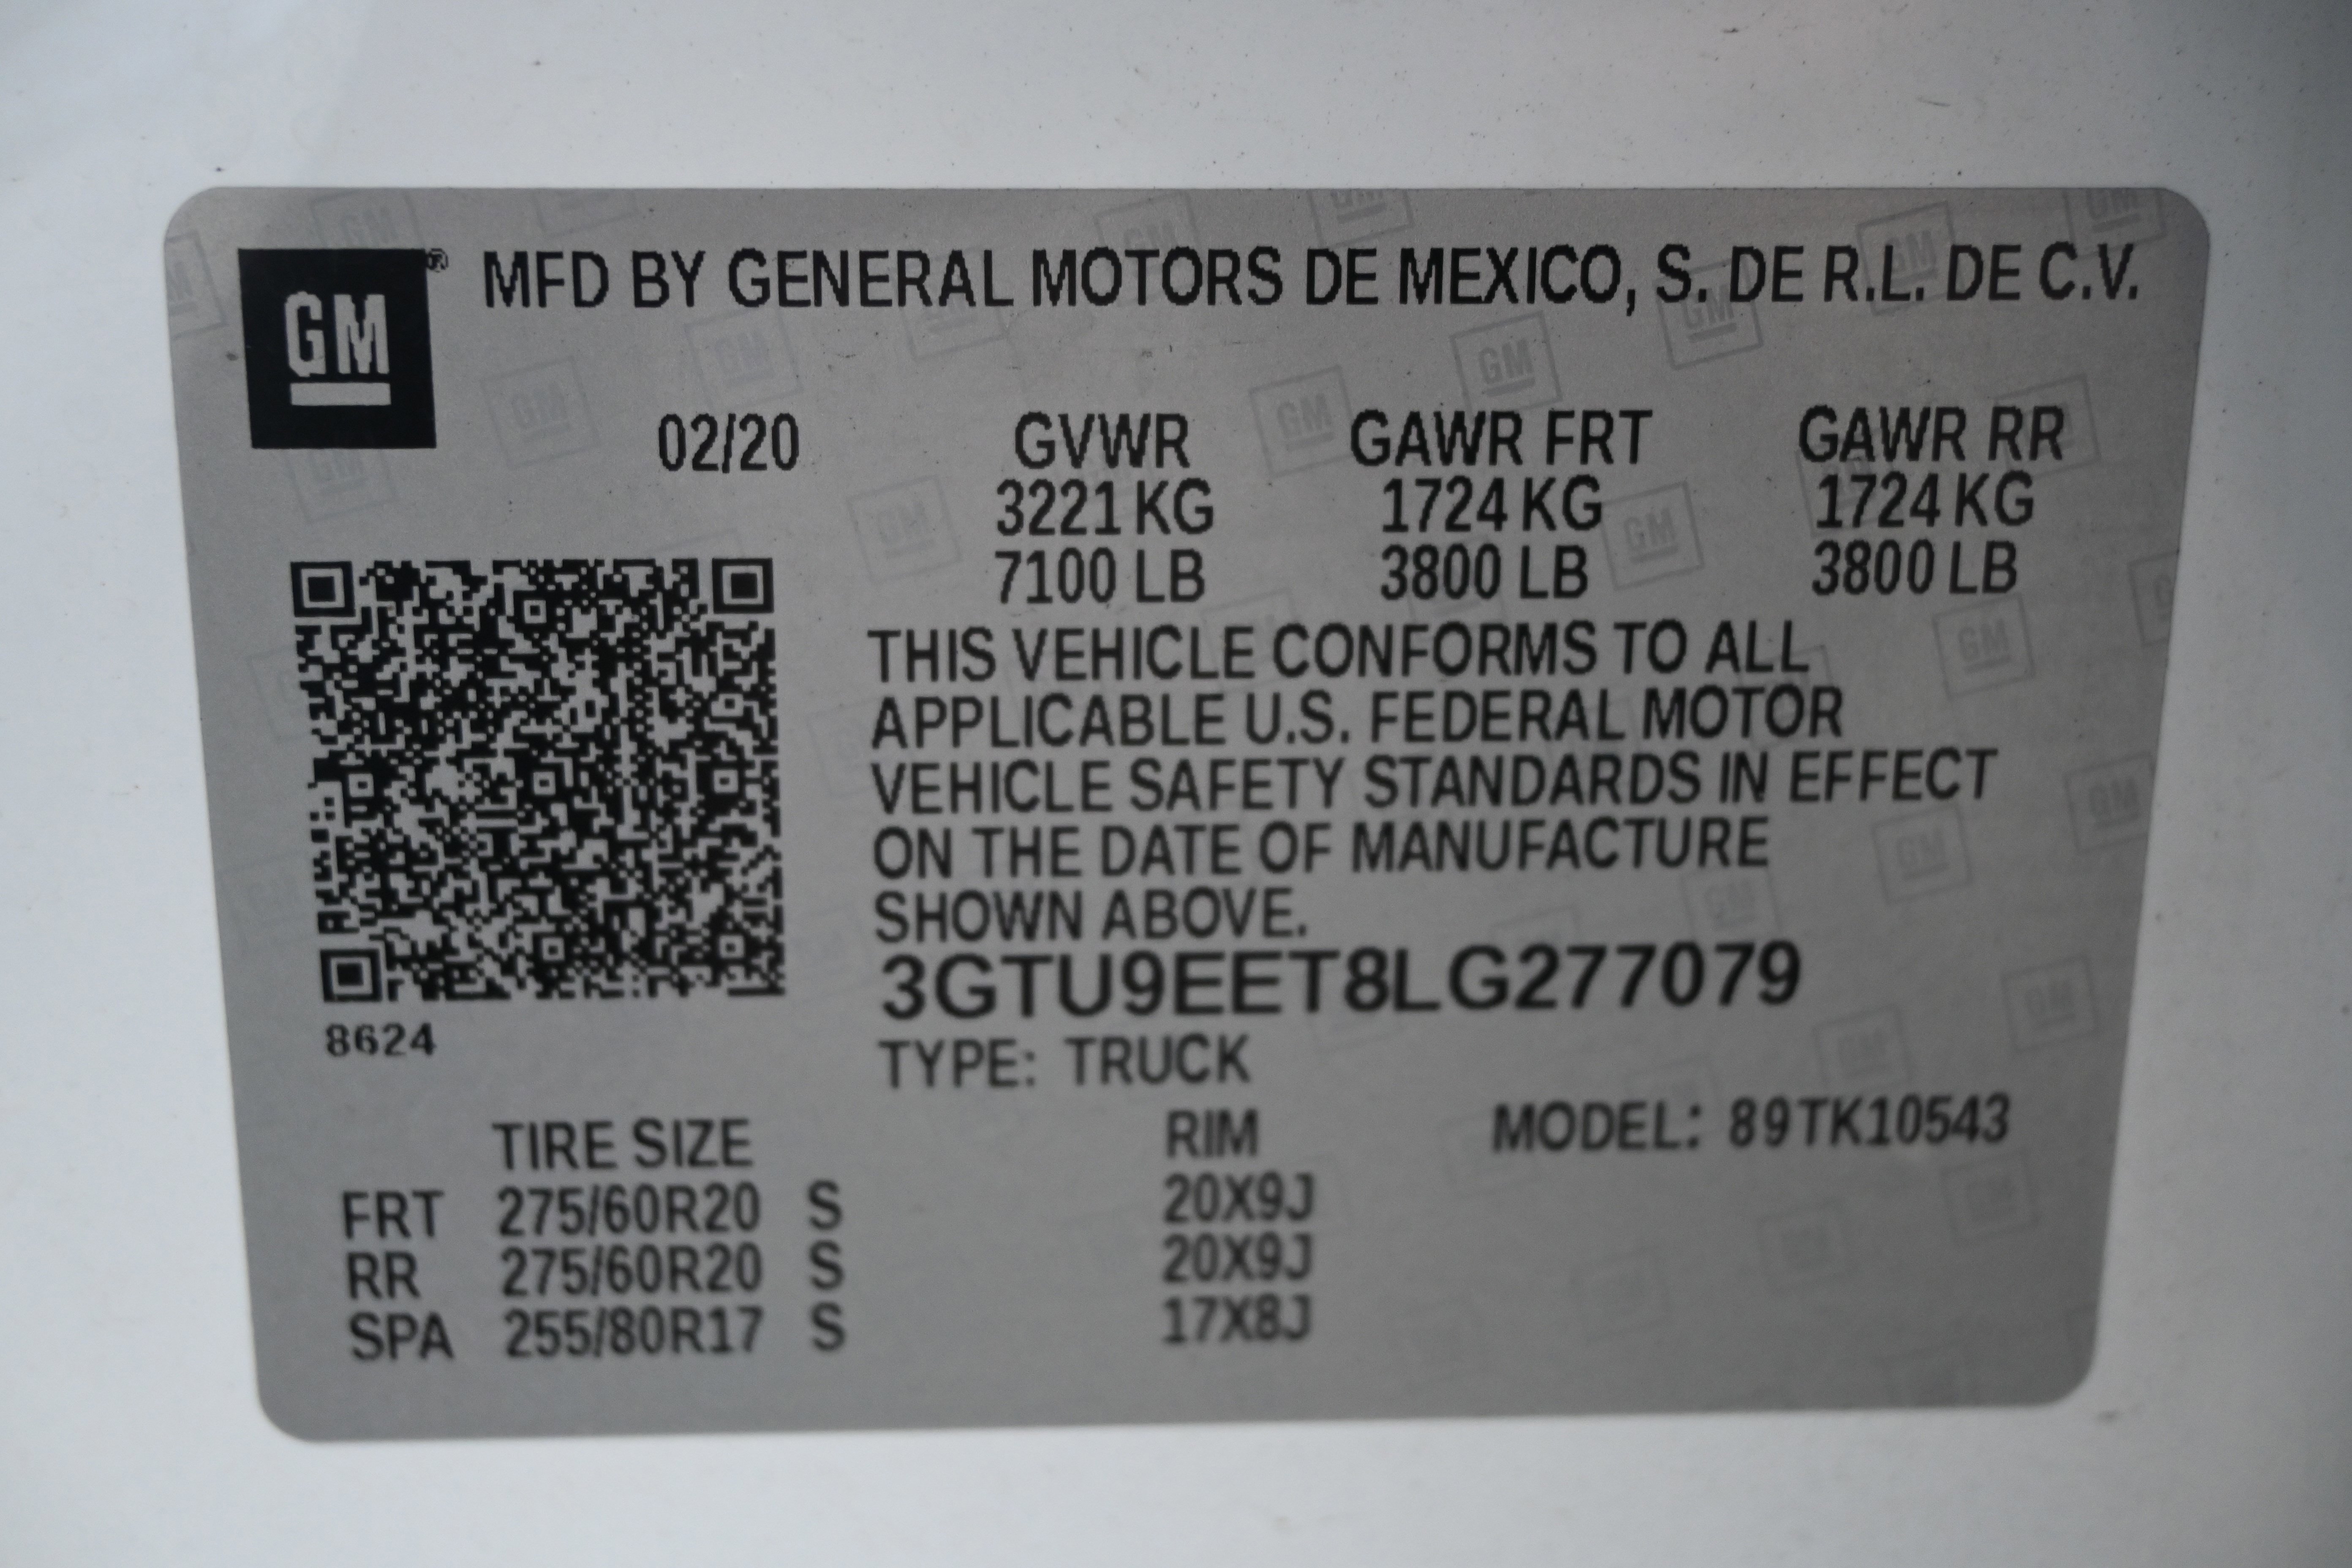 GM® MFD BY GENERAL MOTORS DE MEXICO, S. DE R.L. DE C.V.
02/20 GVWR GAWR FRT GAWR RR
3221 KG 1724 KG 1724 KG
7100 LB 3800 LB 3800 LB
THIS VEHICLE CONFORMS TO ALL
APPLICABLE U.S. FEDERAL MOTOR
VEHICLE SAFETY STANDARDS IN EFFECT
ON THE DATE OF MANUFACTURE
SHOWN ABOVE.
3GTU9EET8LG277079
8624
TYPE: TRUCK
TIRE SIZE RIM MODEL: 89TK10543
FRT 275/60R20 S 20X9J
RR 275/60R20 S 20X9J
SPA 255/80R17 S 17X8J